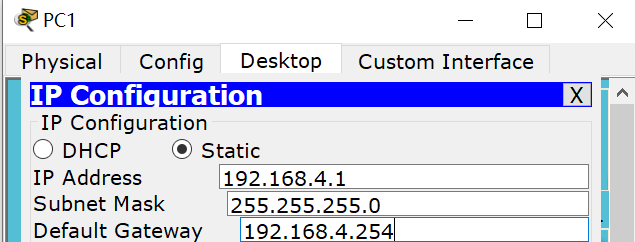 PC1
Physical Config Desktop Custom Interface
IP Configuration X
IP Configuration
DHCP Static
IP Address 192.168.4.1
Subnet Mask 255.255.255.0
Default Gateway 192.168.4.254